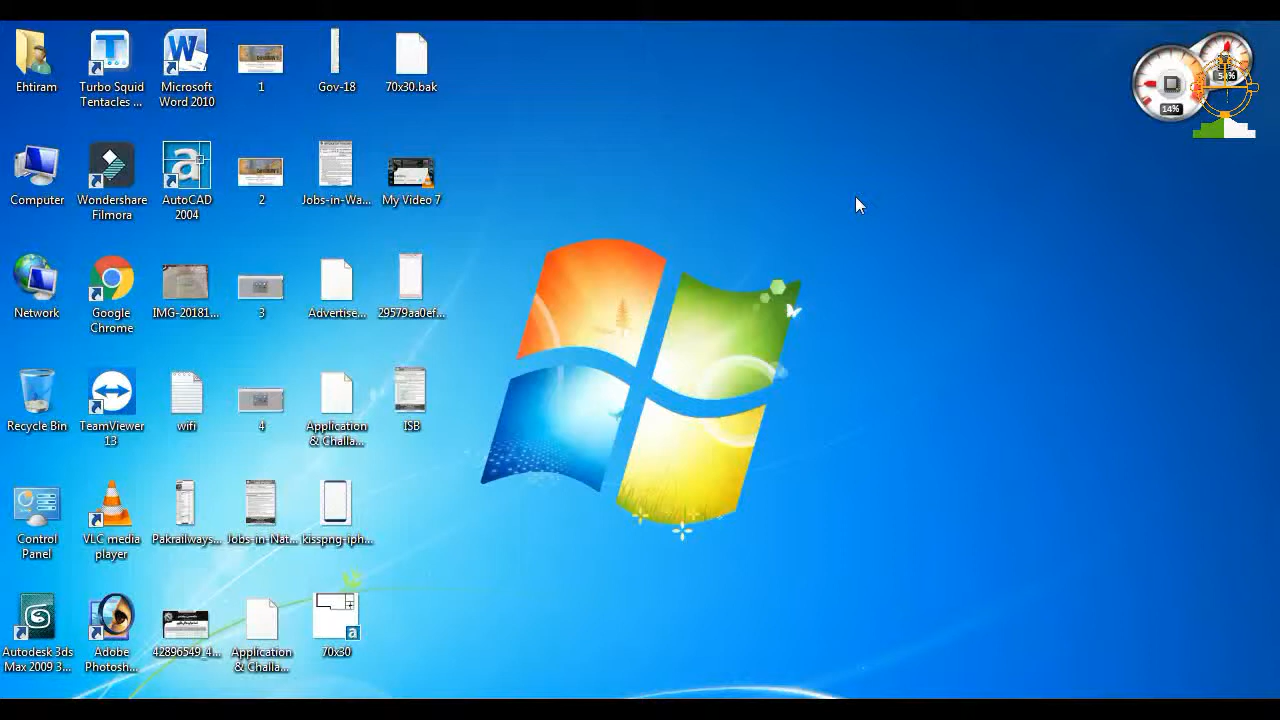 Ehtiram
Turbo Squid
Tentacles ...
Microsoft
Word 2010
1
Gov-18
70x30.bak
Computer
Wondershare
Filmora
AutoCAD
2004
2
Jobs-in-Wa...
My Video 7
Network
Google
Chrome
IMG-20181...
3
Advertise...
29579aa0ef...
Recycle Bin
TeamViewer
13
wifi
4
Application
& Challa...
ISB
Control
Panel
VLC media
player
Pakrailways...
Jobs-in-Nat...
kisspng-iph...
Autodesk 3ds
Max 2009 3...
Adobe
Photosh...
42896549_4...
Application
& Challa...
70x30
14%